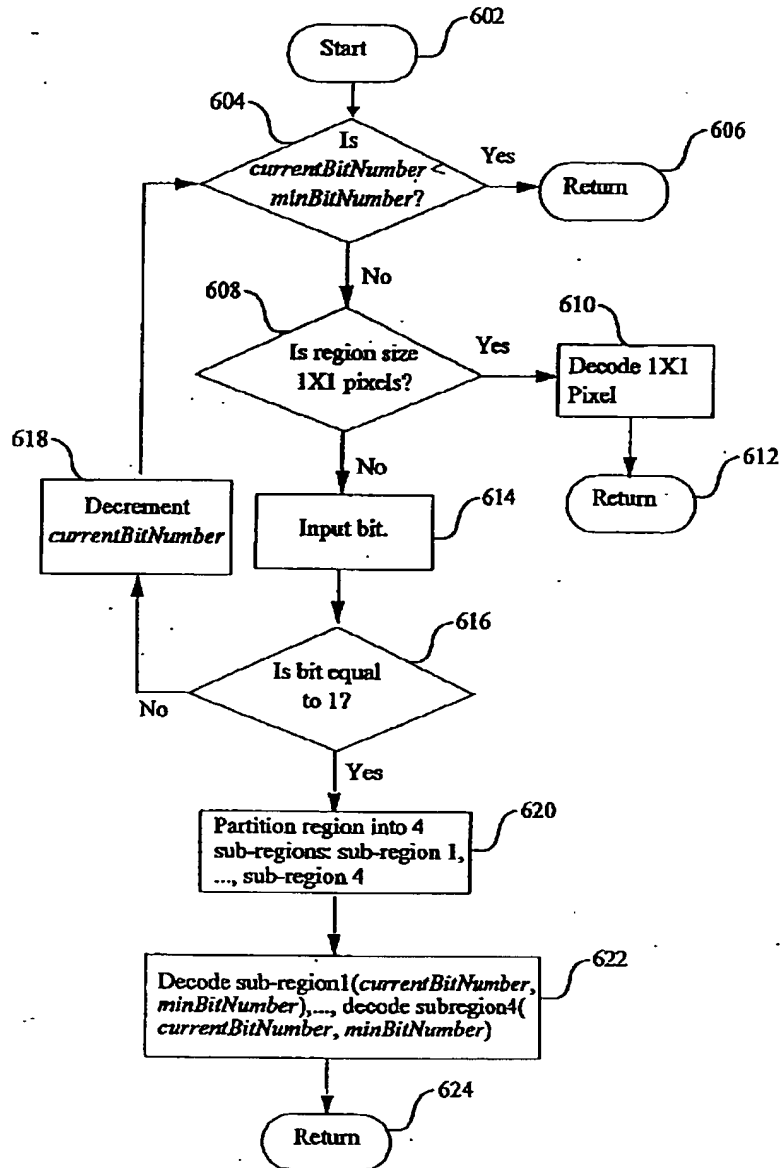 602
Start
604
Is
currentBitNumber <
minBitNumber?
Yes
606
Return
No
608
Is region size
1X1 pixels?
Yes
610
Decode 1X1
Pixel
618
Decrement
currentBitNumber
No
614
Input bit.
612
Return
616
Is bit equal
to 1?
No
Yes
620
Partition region into 4
sub-regions: sub-region 1,
..., sub-region 4
622
Decode sub-region1(currentBitNumber,
minBitNumber),..., decode subregion4(
currentBitNumber, minBitNumber)
624
Return